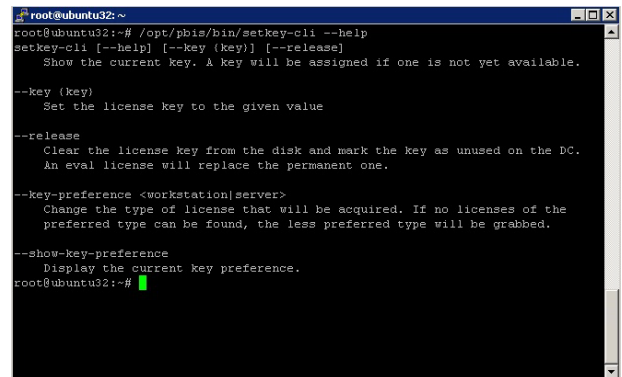 root@ubuntu32: ~
root@ubuntu32:~# /opt/pbis/bin/setkey-cli --help
setkey-cli [--help] [--key (key)] [--release]
Show the current key. A key will be assigned if one is not yet available.
--key (key)
Set the license key to the given value
--release
Clear the license key from the disk and mark the key as unused on the DC.
An eval license will replace the permanent one.
--key-preference <workstation|server>
Change the type of license that will be acquired. If no licenses of the
preferred type can be found, the less preferred type will be grabbed.
--show-key-preference
Display the current key preference.
root@ubuntu32:~#